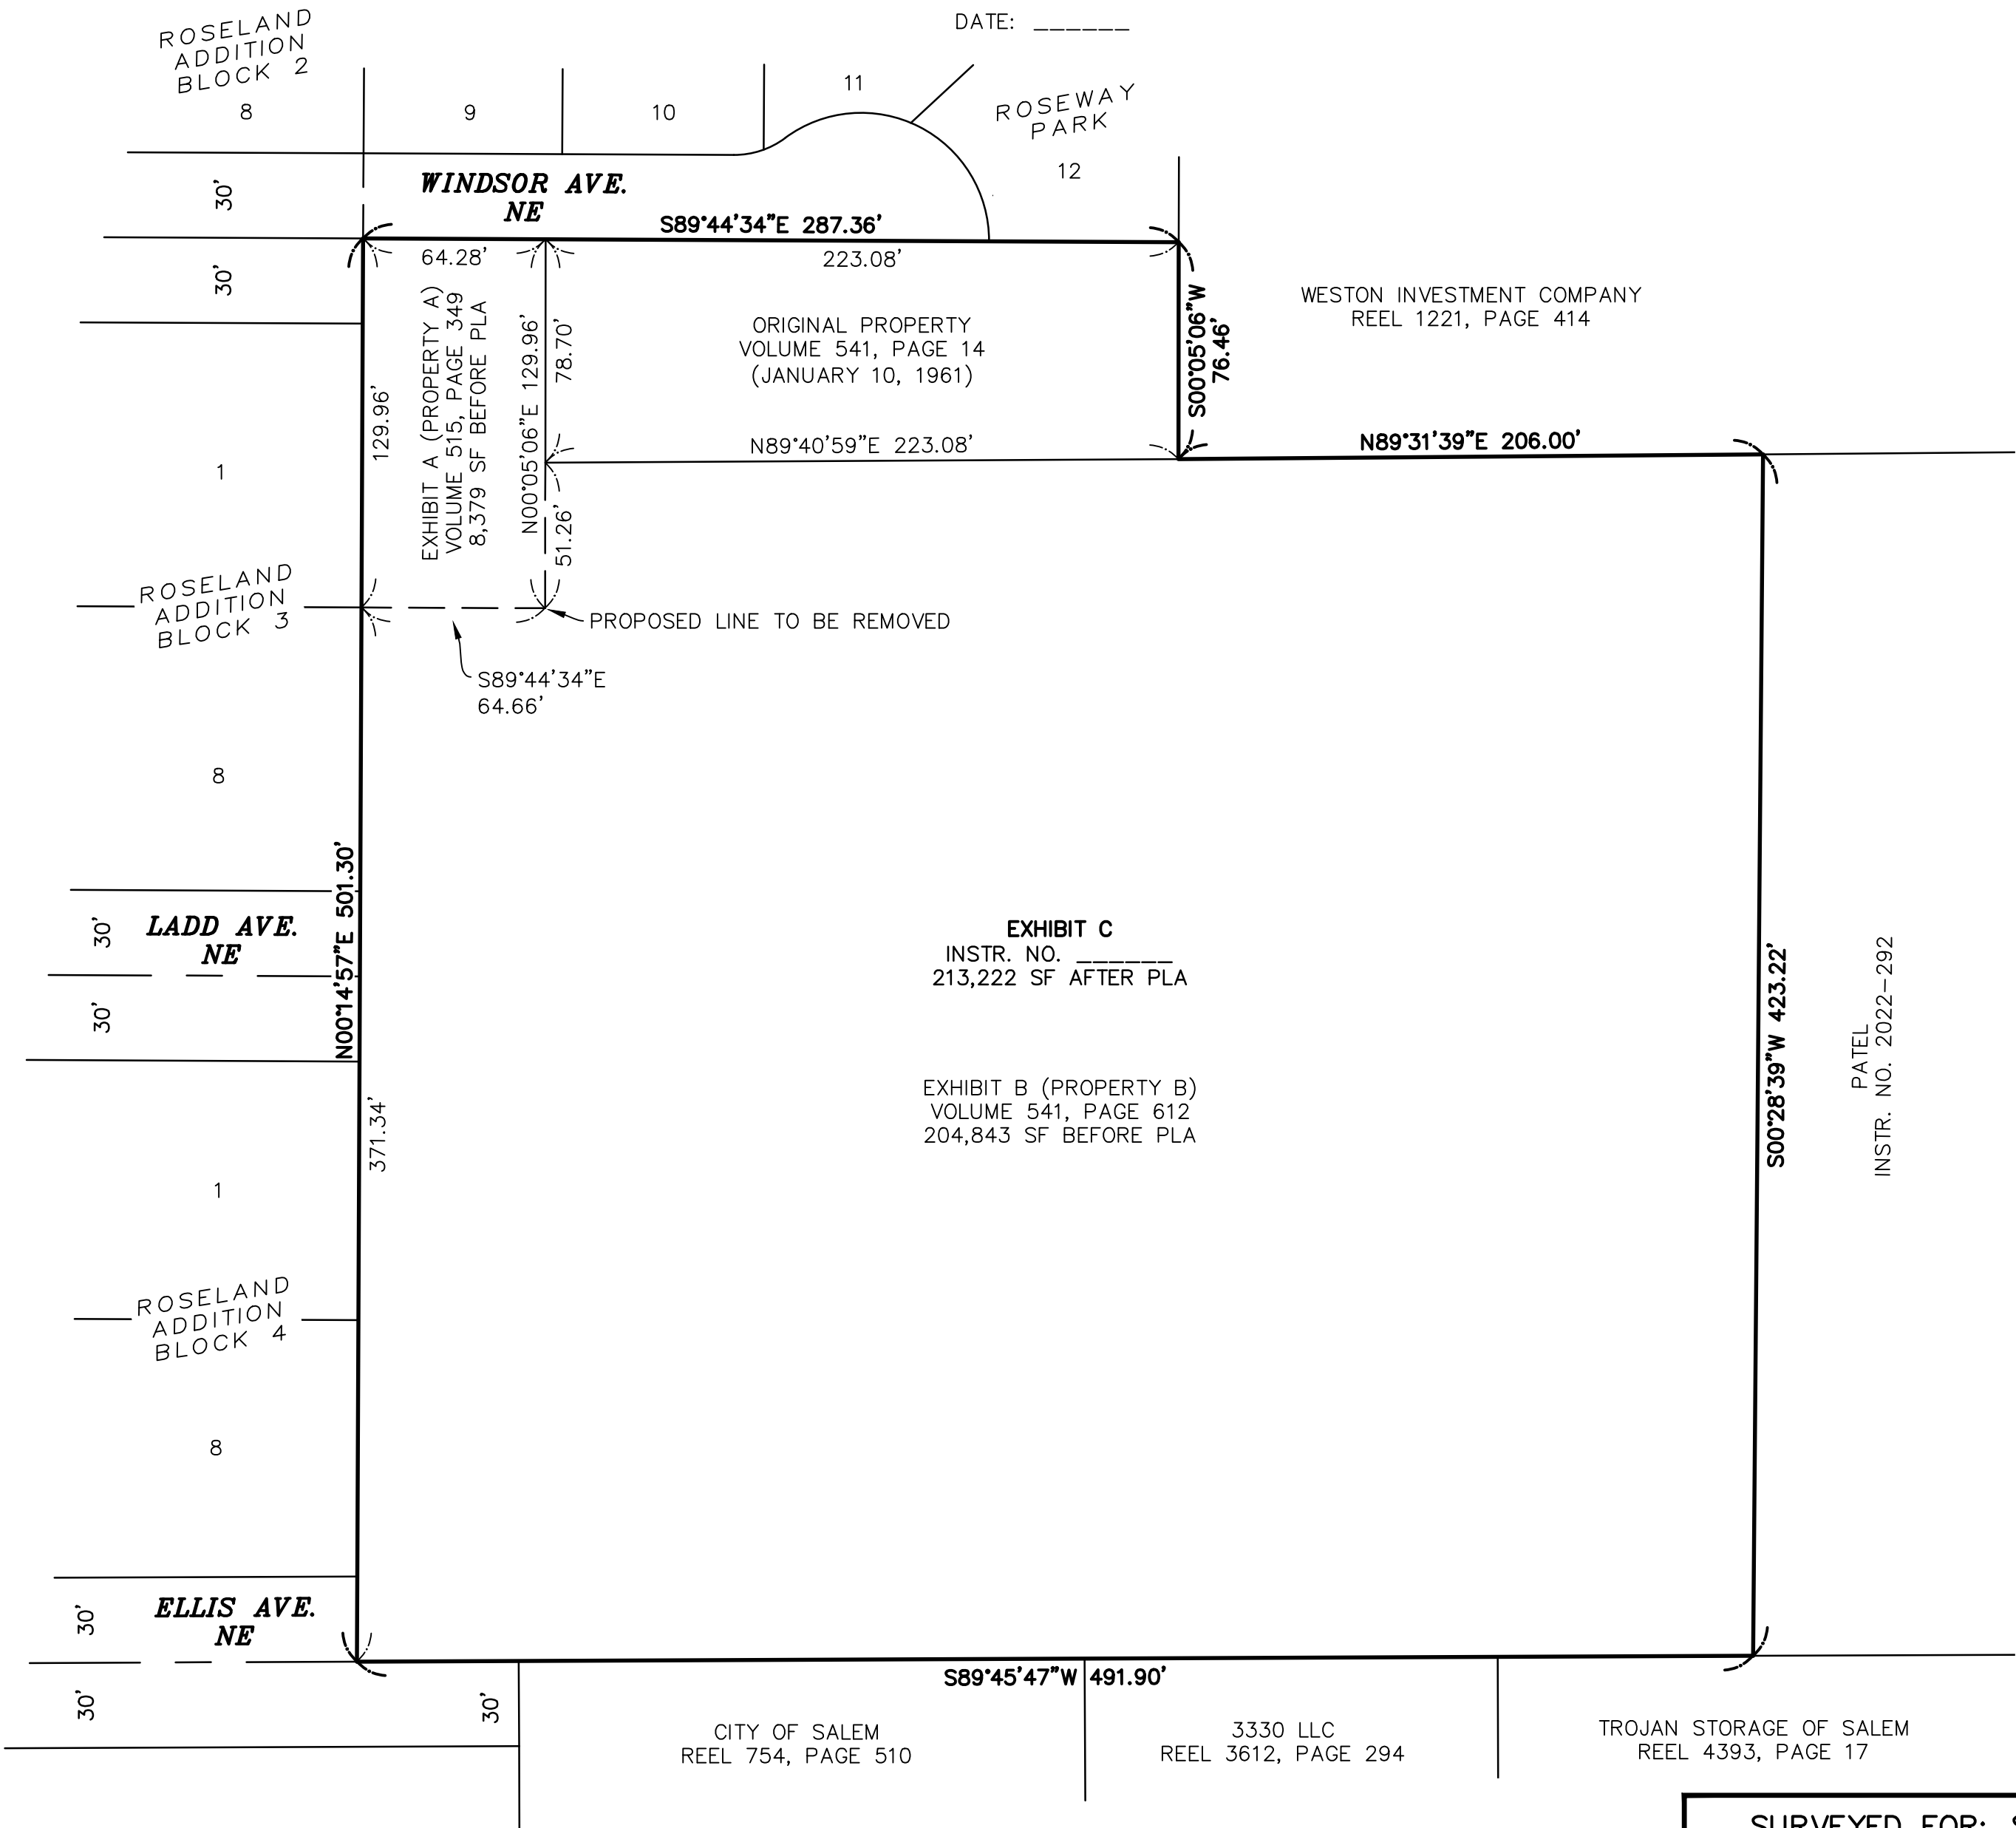 DATE: ______
ROSELAND
ADDITION
BLOCK 2
8
9
10
11
ROSEWAY
PARK
12
30'
WINDSOR AVE.
NE
S89°44'34"E 287.36'
30'
64.28'
223.08'
EXHIBIT A (PROPERTY A)
VOLUME 515, PAGE 349
8,379 SF BEFORE PLA
N00°05'06"E 129.96'
78.70'
ORIGINAL PROPERTY
VOLUME 541, PAGE 14
(JANUARY 10, 1961)
S00°05'06"W
76.46'
WESTON INVESTMENT COMPANY
REEL 1221, PAGE 414
129.96'
N89°40'59"E 223.08'
N89°31'39"E 206.00'
1
51.26'
ROSELAND
ADDITION
BLOCK 3
PROPOSED LINE TO BE REMOVED
S89°44'34"E
64.66'
8
N00°14'57"E 501.30'
30'
LADD AVE.
NE
30'
EXHIBIT C
INSTR. NO. ______
213,222 SF AFTER PLA
EXHIBIT B (PROPERTY B)
VOLUME 541, PAGE 612
204,843 SF BEFORE PLA
S00°28'39"W 423.22'
PATEL
INSTR. NO. 2022-292
371.34'
1
ROSELAND
ADDITION
BLOCK 4
8
30'
ELLIS AVE.
NE
S89°45'47"W 491.90'
30'
30'
CITY OF SALEM
REEL 754, PAGE 510
3330 LLC
REEL 3612, PAGE 294
TROJAN STORAGE OF SALEM
REEL 4393, PAGE 17
SURVEYED FOR: